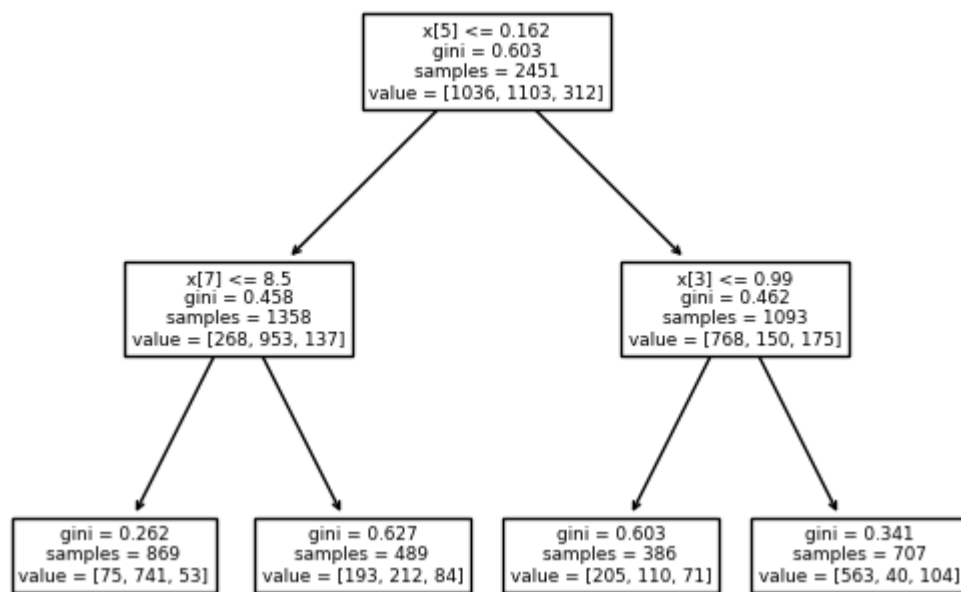 x[5] <= 0.162
gini = 0.603
samples = 2451
value = [1036, 1103, 312]
x[7] <= 8.5
gini = 0.458
samples = 1358
value = [268, 953, 137]
x[3] <= 0.99
gini = 0.462
samples = 1093
value = [768, 150, 175]
gini = 0.262
samples = 869
value = [75, 741, 53]
gini = 0.627
samples = 489
value = [193, 212, 84]
gini = 0.603
samples = 386
value = [205, 110, 71]
gini = 0.341
samples = 707
value = [563, 40, 104]